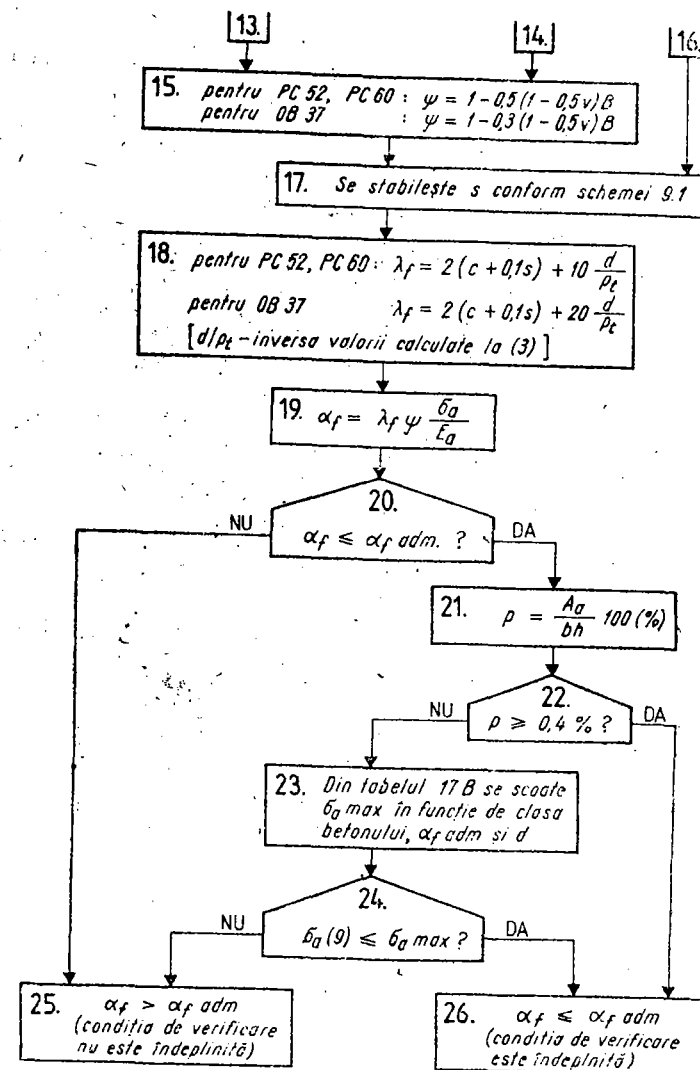 13.
14.
16.
15. pentru PC 52, PC 60 : ψ = 1 - 0,5 (1 - 0,5 ν) B
pentru OB 37 : ψ = 1 - 0,3 (1 - 0,5 ν) B
17. Se stabilește s conform schemei 9.1
18. pentru PC 52, PC 60 : λf = 2 (c + 0,1s) + 10 d/pt
pentru OB 37 λf = 2 (c + 0,1s) + 20 d/pt
[d/pt - inversa valorii calculate la (3)]
19. αf = λf ψ σa/Ea
20.
NU
αf ⩽ αf adm. ?
DA
21. p = Aa/bh 100 (%)
22.
NU
p ⩾ 0,4 % ?
DA
23. Din tabelul 17 B se scoate
σa max în funcție de clasa
betonului, αf adm și d
24.
NU
σa (9) ⩽ σa max ?
DA
25. αf > αf adm
(condiția de verificare
nu este îndeplinită)
26. αf ⩽ αf adm
(condiția de verificare
este îndeplnită)